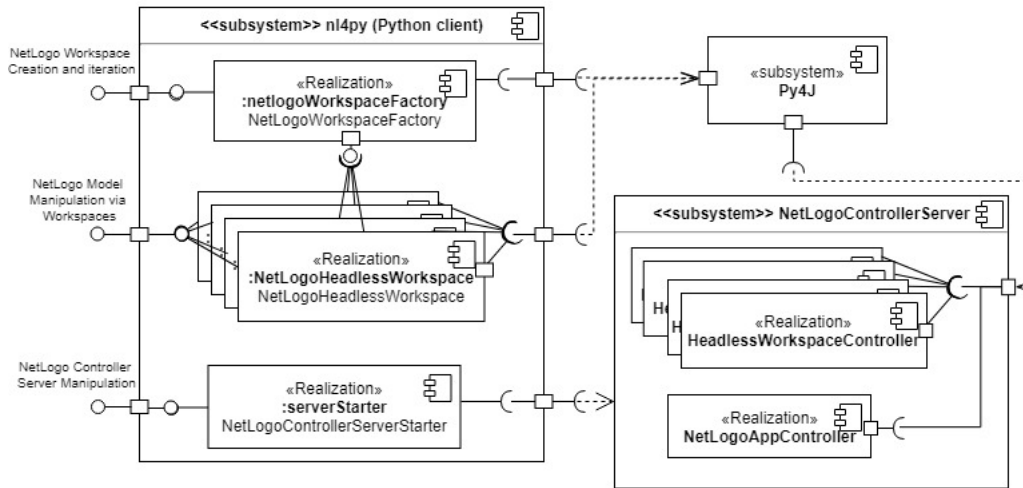 <<subsystem>> nl4py (Python client)
NetLogo Workspace
Creation and iteration
«Realization»
:netlogoWorkspaceFactory
NetLogoWorkspaceFactory
«subsystem»
Py4J
NetLogo Model
Manipulation via
Workspaces
«Realization»
:NetLogoHeadlessWorkspace
NetLogoHeadlessWorkspace
<<subsystem>> NetLogoControllerServer
He
H
«Realization»
HeadlessWorkspaceController
NetLogo Controller
Server Manipulation
«Realization»
:serverStarter
NetLogoControllerServerStarter
«Realization»
NetLogoAppController